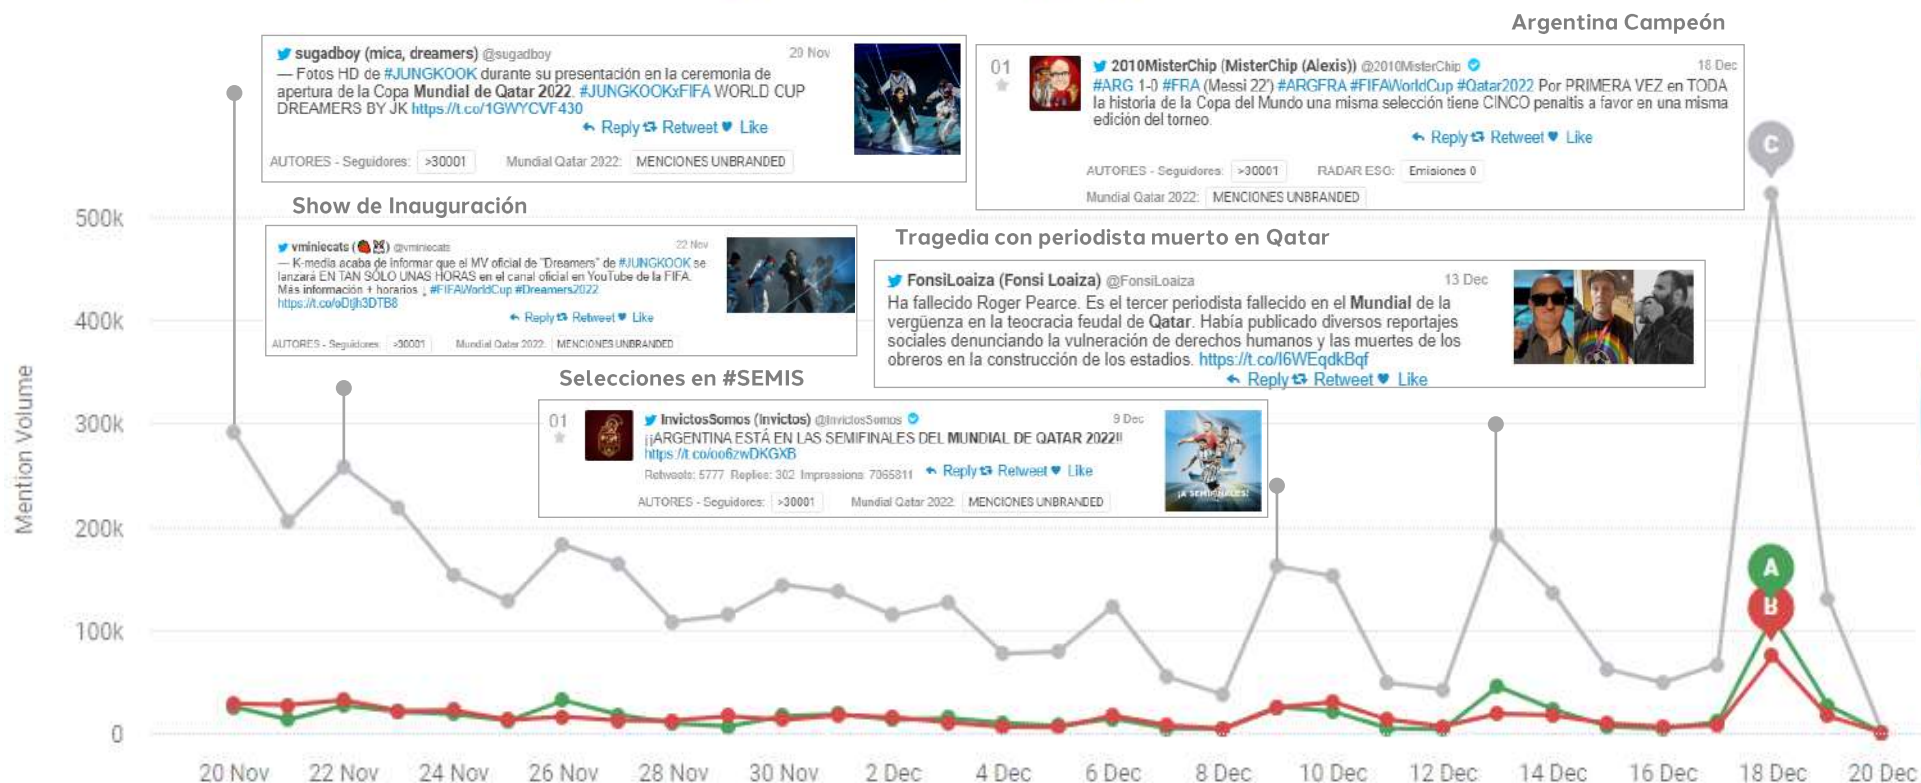 Argentina Campeón
sugadboy (mica, dreamers) @sugadboy 20 Nov
— Fotos HD de #JUNGKOOK durante su presentación en la ceremonia de
apertura de la Copa Mundial de Qatar 2022. #JUNGKOOKxFIFA WORLD CUP
DREAMERS BY JK https://t.co/1GWYCVF430
Reply Retweet Like
AUTORES - Seguidores: >30001 Mundial Qatar 2022: MENCIONES UNBRANDED
01 2010MisterChip (MisterChip (Alexis)) @2010MisterChip 18 Dec
#ARG 1-0 #FRA (Messi 22') #ARGFRA #FIFAWorldCup #Qatar2022 Por PRIMERA VEZ en TODA
la historia de la Copa del Mundo una misma selección tiene CINCO penaltis a favor en una misma
edición del torneo.
Reply Retweet Like
AUTORES - Seguidores: >30001 RADAR ESG: Emisiones 0
Mundial Qatar 2022: MENCIONES UNBRANDED
Show de Inauguración
vminiecats ( ) @vminiecats 22 Nov
— K-media acaba de informar que el MV oficial de "Dreamers" de #JUNGKOOK se
lanzará EN TAN SÓLO UNAS HORAS en el canal oficial en YouTube de la FIFA.
Más información + horarios ↓ #FIFAWorldCup #Dreamers2022
https://t.co/oDtjh3DTB8
Reply Retweet Like
AUTORES - Seguidores: >30001 Mundial Qatar 2022: MENCIONES UNBRANDED
Tragedia con periodista muerto en Qatar
FonsiLoaiza (Fonsi Loaiza) @FonsiLoaiza 13 Dec
Ha fallecido Roger Pearce. Es el tercer periodista fallecido en el Mundial de la
vergüenza en la teocracia feudal de Qatar. Había publicado diversos reportajes
sociales denunciando la vulneración de derechos humanos y las muertes de los
obreros en la construcción de los estadios. https://t.co/I6WEqdkBqf
Reply Retweet Like
Selecciones en #SEMIS
01 InvictosSomos (Invictos) @InvictosSomos 9 Dec
¡¡ARGENTINA ESTÁ EN LAS SEMIFINALES DEL MUNDIAL DE QATAR 2022!!
https://t.co/oo6zwDKGXB
Retweets: 5777 Replies: 302 Impressions: 7065811 Reply Retweet Like
AUTORES - Seguidores: >30001 Mundial Qatar 2022: MENCIONES UNBRANDED
¡A SEMIFINALES!
Mention Volume
500k
400k
300k
200k
100k
0
C
A
B
20 Nov 22 Nov 24 Nov 26 Nov 28 Nov 30 Nov 2 Dec 4 Dec 6 Dec 8 Dec 10 Dec 12 Dec 14 Dec 16 Dec 18 Dec 20 Dec